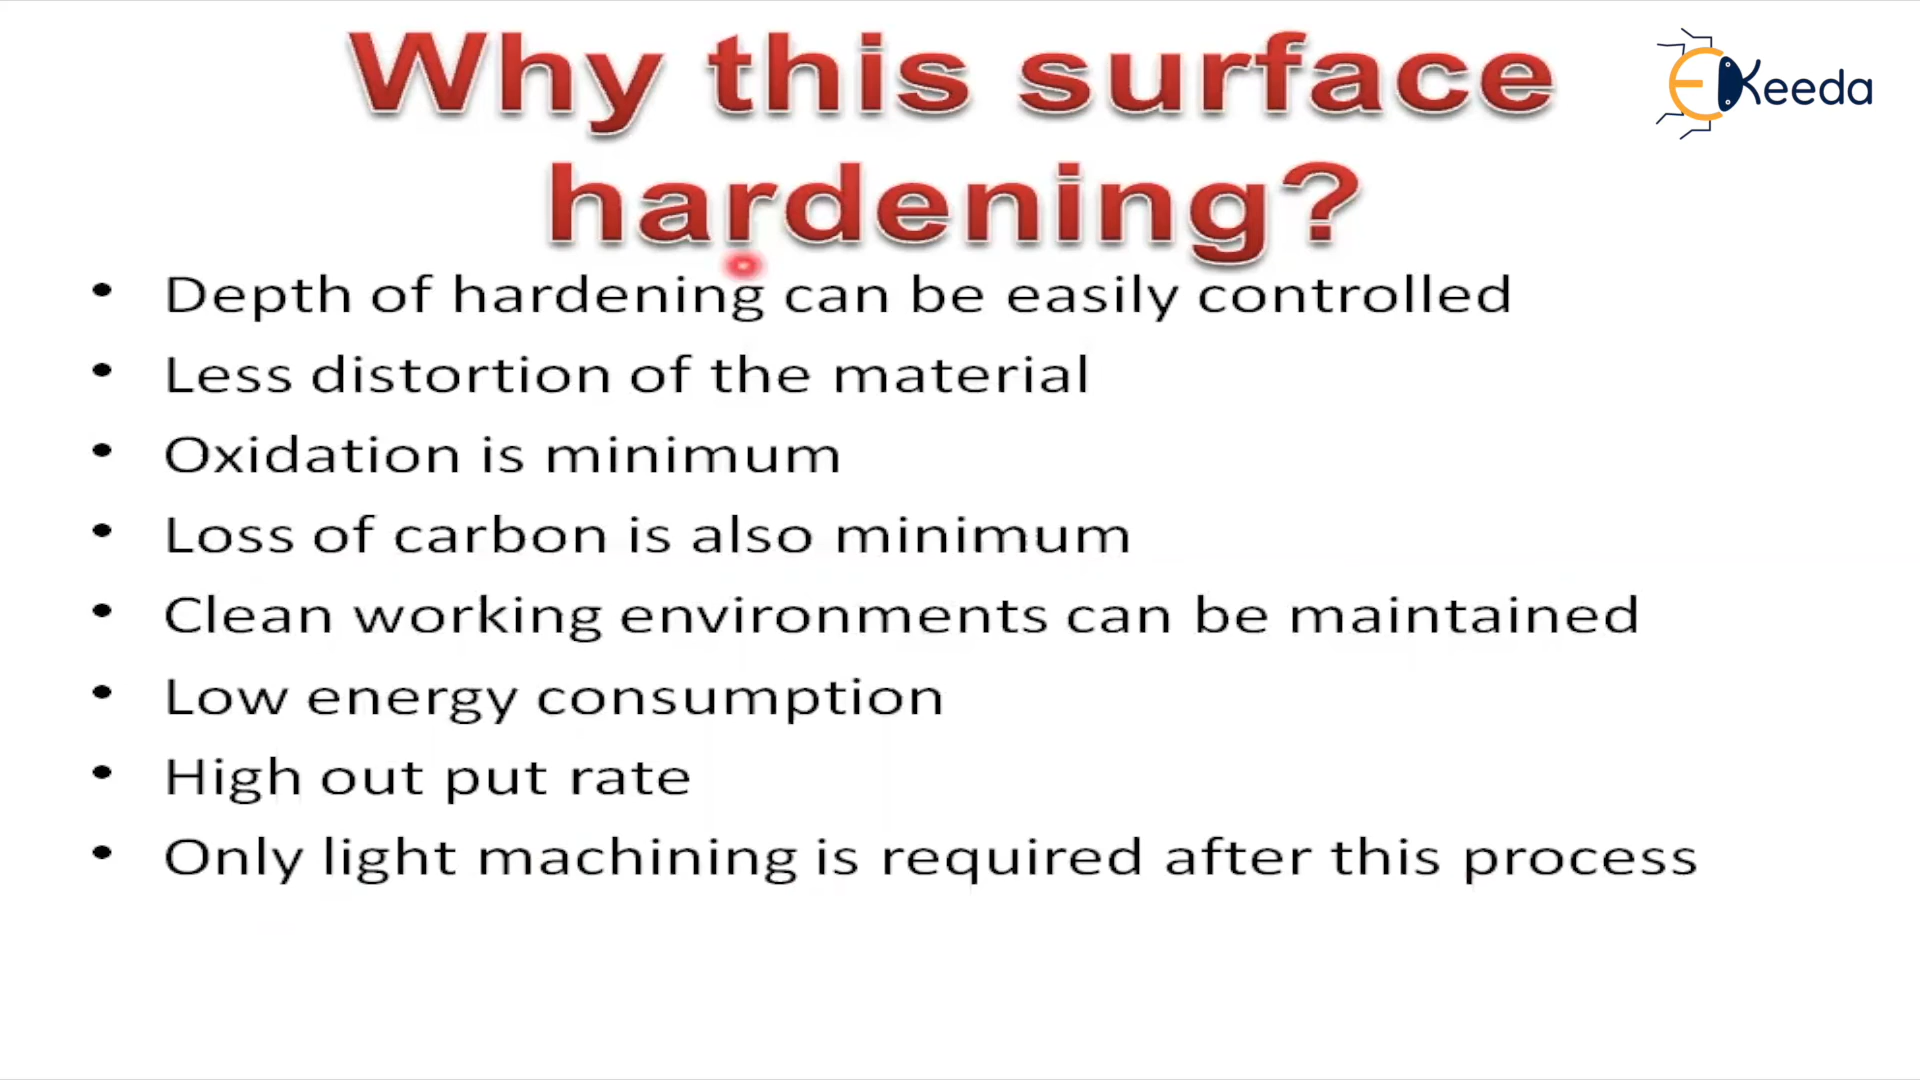 Why this surface
hardening?
EKeeda
• Depth of hardening can be easily controlled
• Less distortion of the material
• Oxidation is minimum
• Loss of carbon is also minimum
• Clean working environments can be maintained
• Low energy consumption
• High out put rate
• Only light machining is required after this process